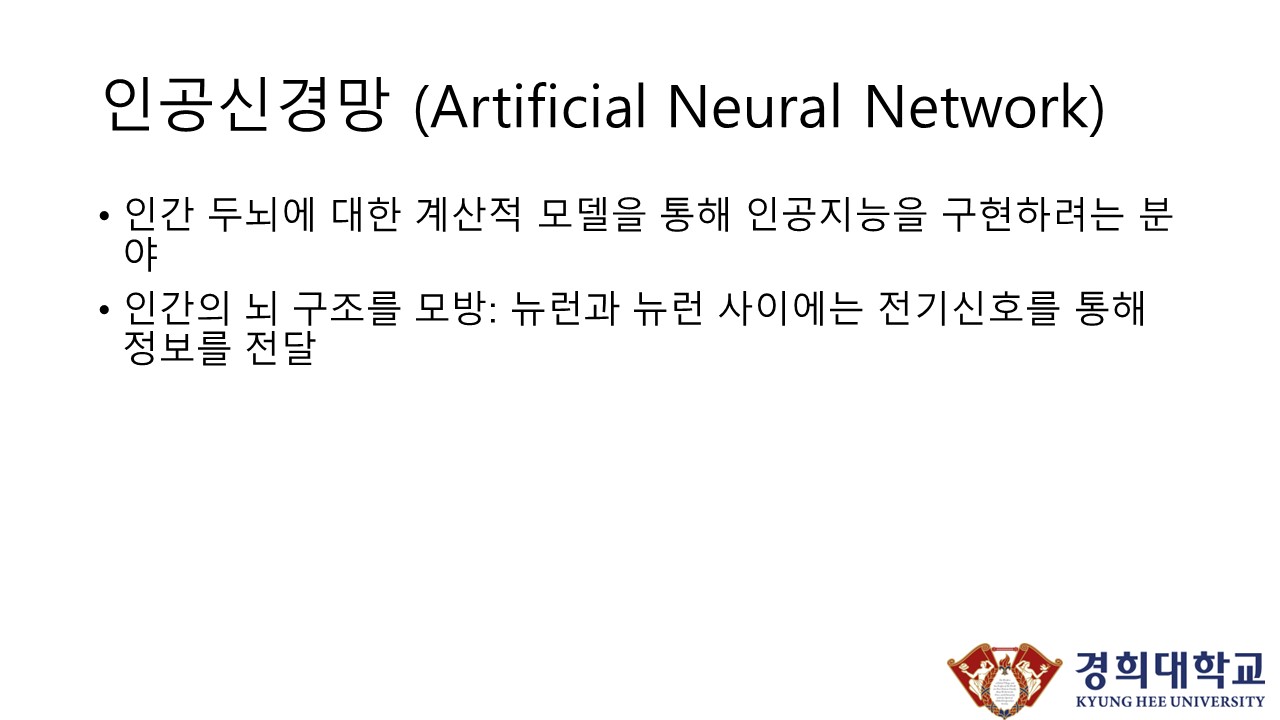 인공신경망 (Artificial Neural Network)
• 인간 두뇌에 대한 계산적 모델을 통해 인공지능을 구현하려는 분
야
• 인간의 뇌 구조를 모방: 뉴런과 뉴런 사이에는 전기신호를 통해
정보를 전달
경희대학교
KYUNG HEE UNIVERSITY